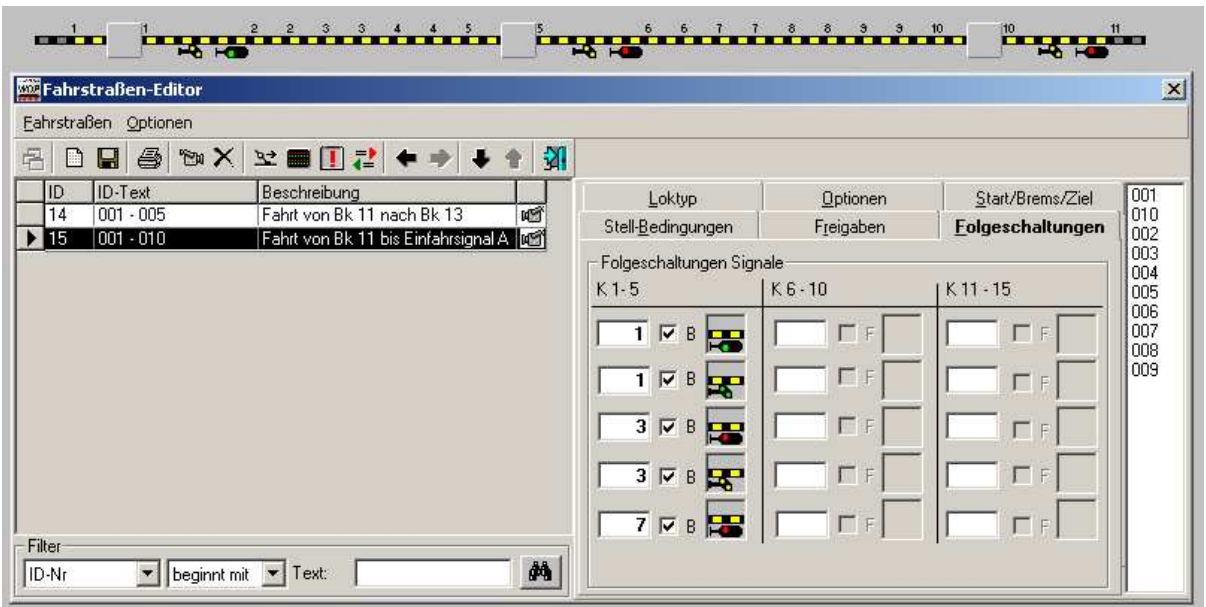 1 1 2 2 3 3 4 4 5 5 6 6 7 7 8 8 9 9 10 10 11
Fahrstraßen-Editor
Fahrstraßen Optionen
ID ID-Text Beschreibung
14 001 - 005 Fahrt von Bk 11 nach Bk 13
15 001 - 010 Fahrt von Bk 11 bis Einfahrsignal A
Filter
ID-Nr beginnt mit Text:
Loktyp Optionen Start/Brems/Ziel
Stell-Bedingungen Freigaben Folgeschaltungen
Folgeschaltungen Signale
K 1- 5 K 6 - 10 K 11 - 15
1 B F F
1 B F F
3 B F F
3 B F F
7 B F F
001
010
002
003
004
005
006
007
008
009